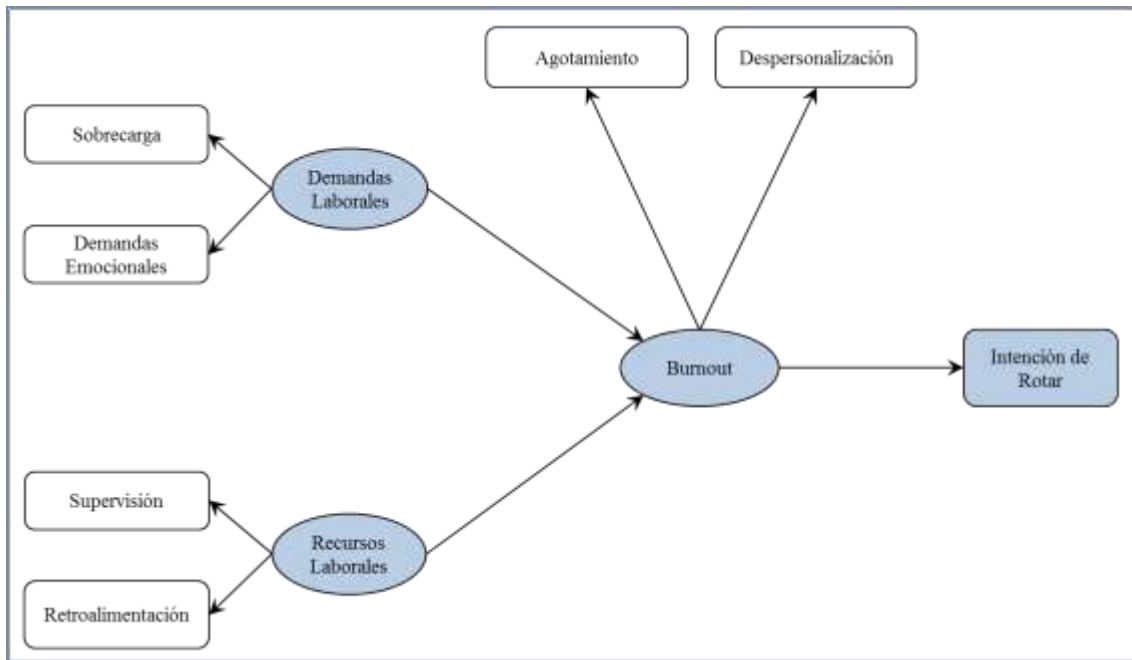 Agotamiento
Despersonalización
Sobrecarga
Demandas
Laborales
Demandas
Emocionales
Burnout
Intención de
Rotar
Supervisión
Recursos
Laborales
Retroalimentación